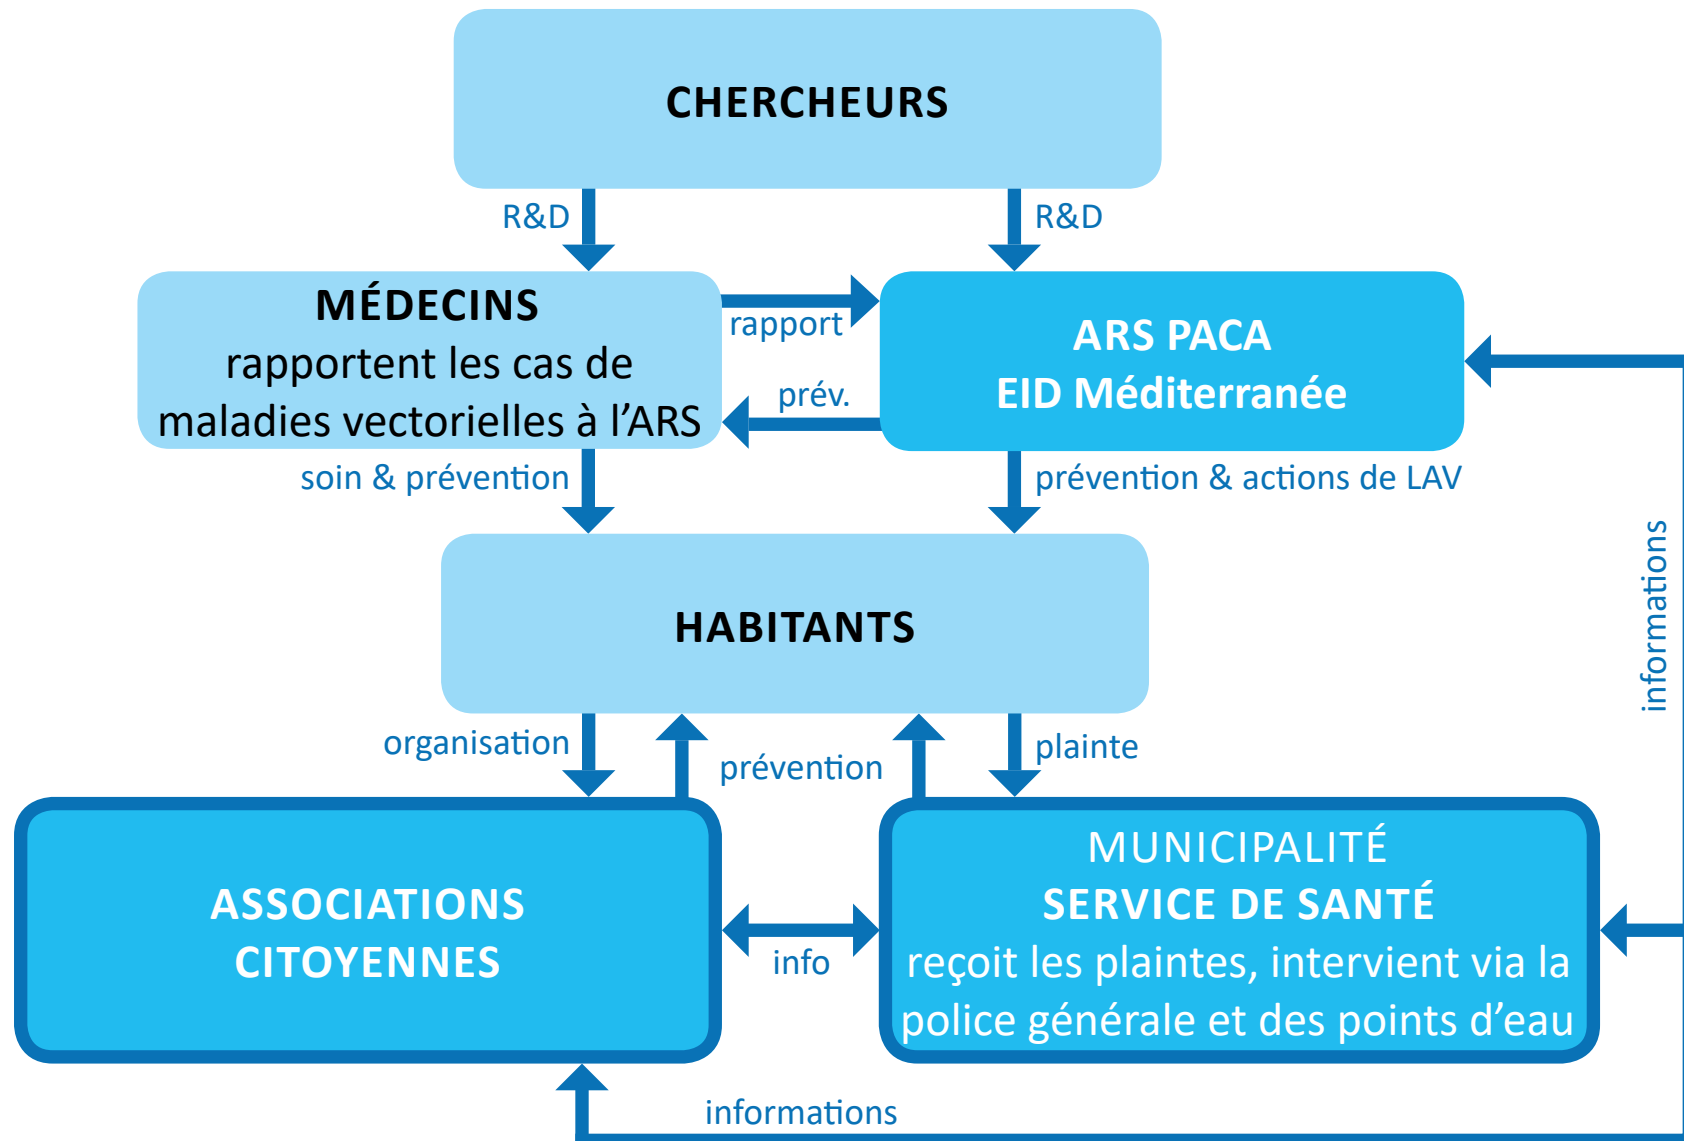 CHERCHEURS
R&D
R&D
MÉDECINS
rapportent les cas de
maladies vectorielles à l’ARS
rapport
prév.
ARS PACA
EID Méditerranée
soin & prévention
prévention & actions de LAV
informations
HABITANTS
organisation
prévention
plainte
ASSOCIATIONS
CITOYENNES
info
MUNICIPALITÉ
SERVICE DE SANTÉ
reçoit les plaintes, intervient via la
police générale et des points d’eau
informations